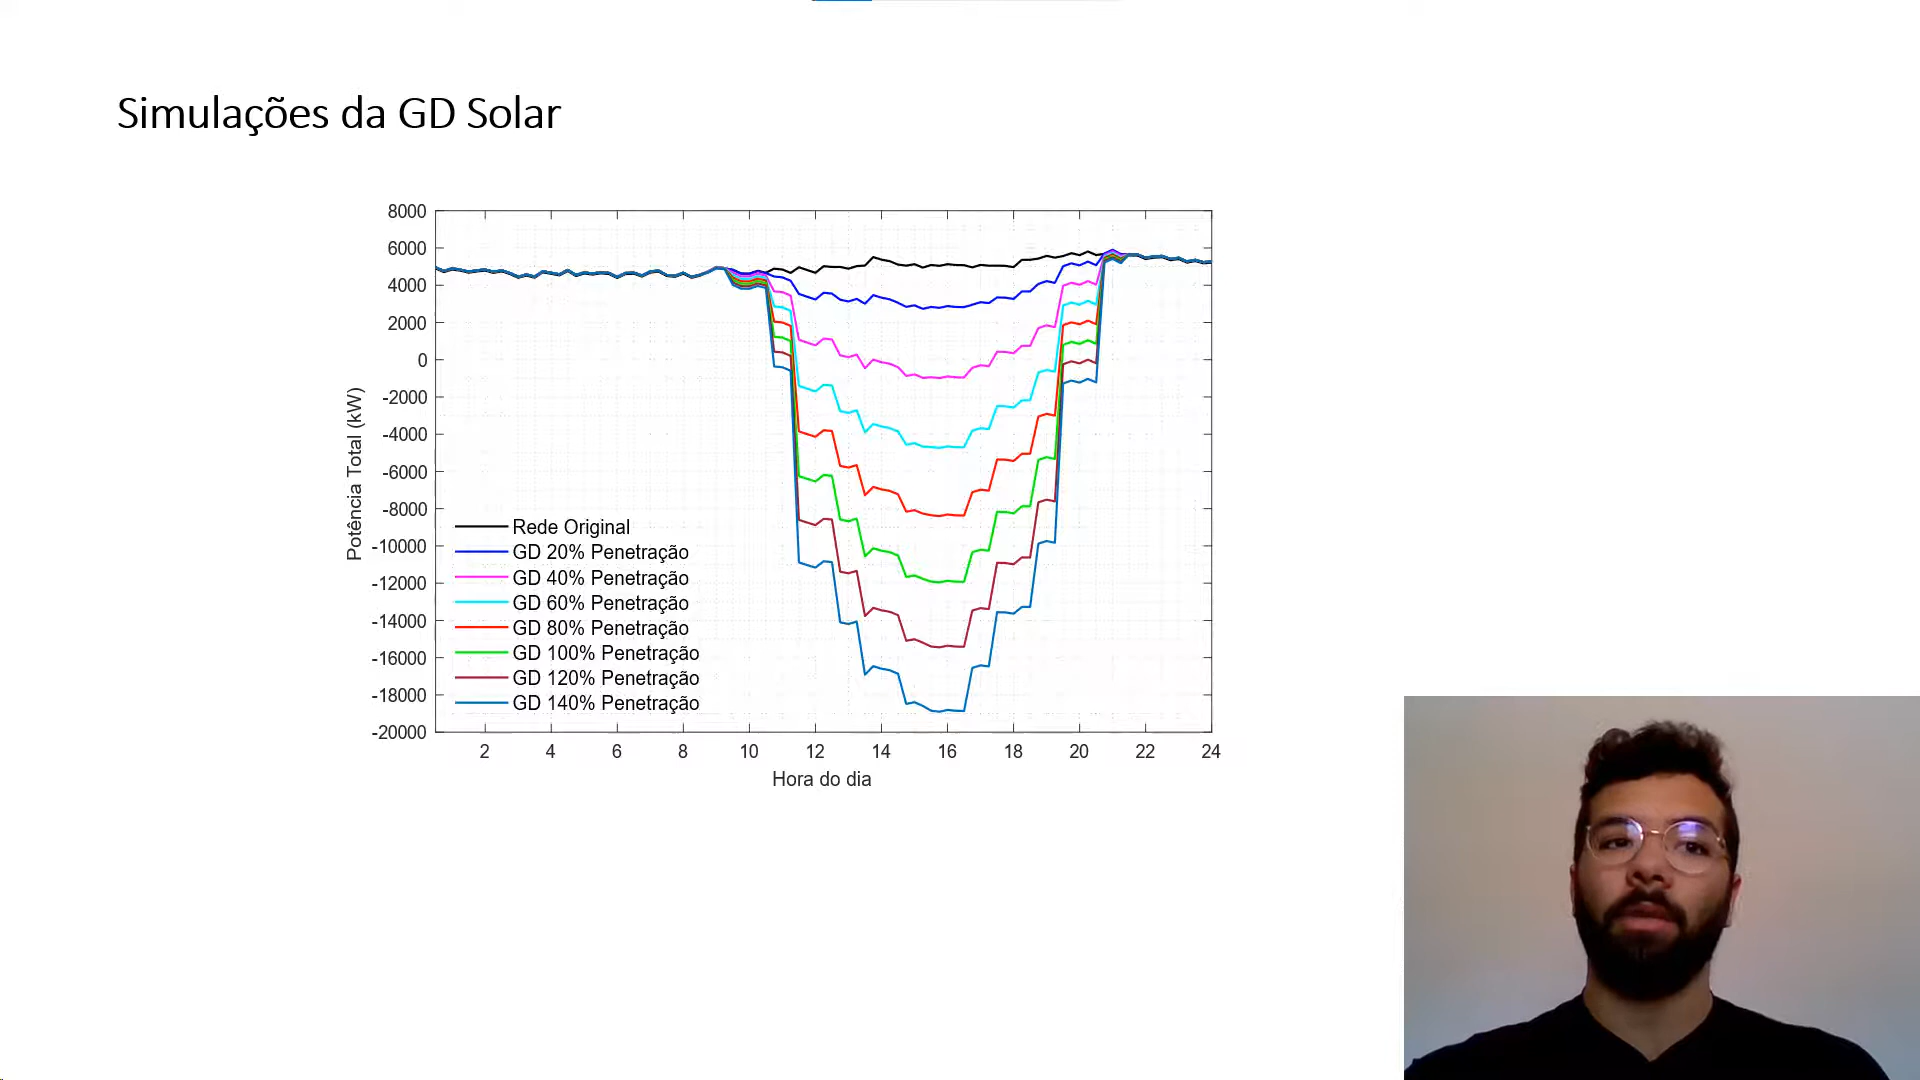 Simulações da GD Solar
8000
6000
4000
2000
0
-2000
-4000
-6000
-8000
-10000
-12000
-14000
-16000
-18000
-20000
Potência Total (kW)
Rede Original
GD 20% Penetração
GD 40% Penetração
GD 60% Penetração
GD 80% Penetração
GD 100% Penetração
GD 120% Penetração
GD 140% Penetração
2 4 6 8 10 12 14 16 18 20 22 24
Hora do dia